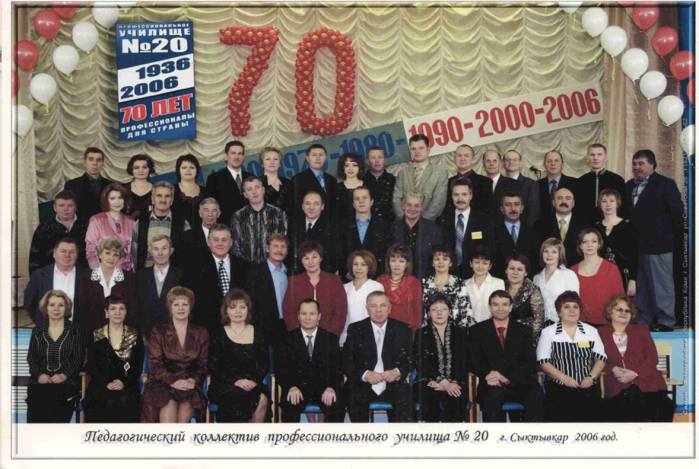 ПРОФЕССИОНАЛЬНОЕ
УЧИЛИЩЕ
№20
1936
2006
70 ЛЕТ
ПРОФЕССИОНАЛЫ
ДЛЯ СТРАНЫ
70
1980-1990-2000-2006
Педагогический коллектив профессионального училища № 20 г. Сыктывкар 2006 год.